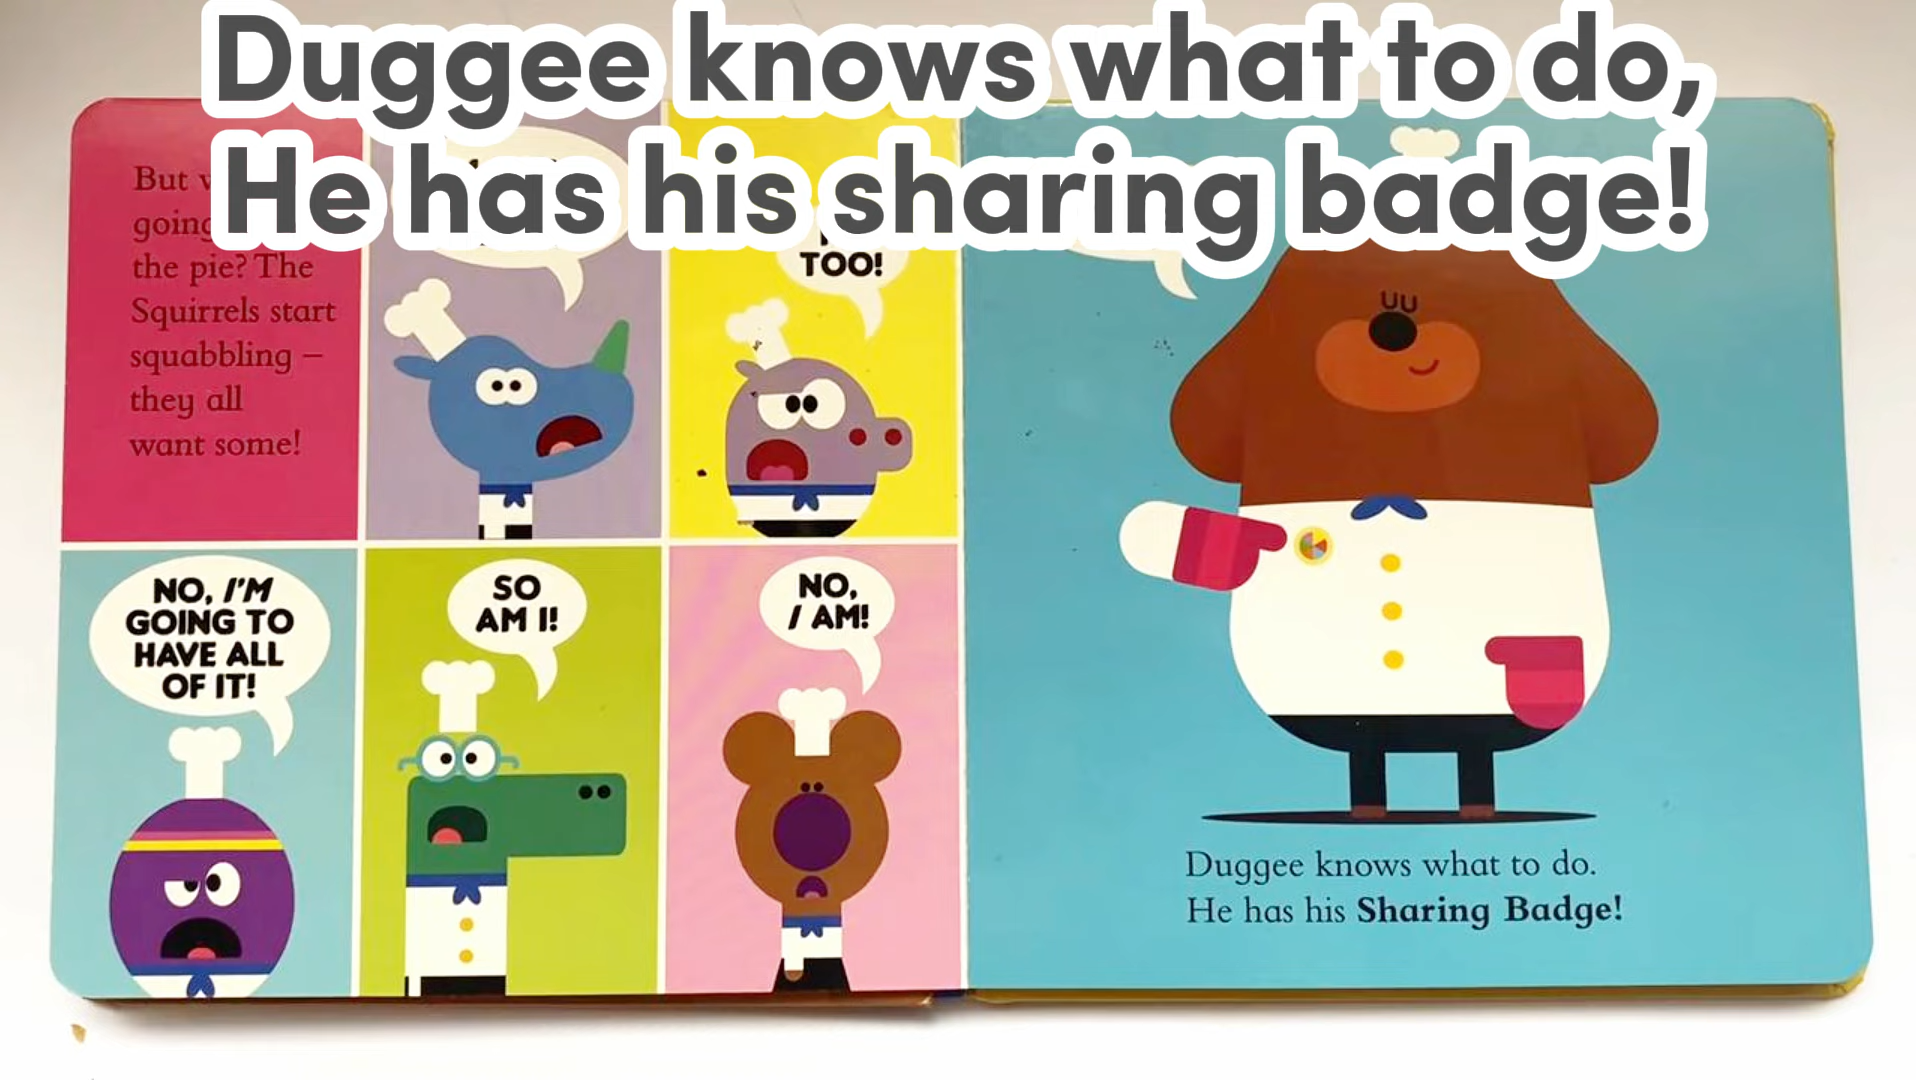 Duggee knows what to do,
He has his sharing badge!
But
going
the pie? The
Squirrels start
squabbling –
they all
want some!
TOO!
NO, I'M
GOING TO
HAVE ALL
OF IT!
SO
AM I!
NO,
I AM!
Duggee knows what to do.
He has his Sharing Badge!